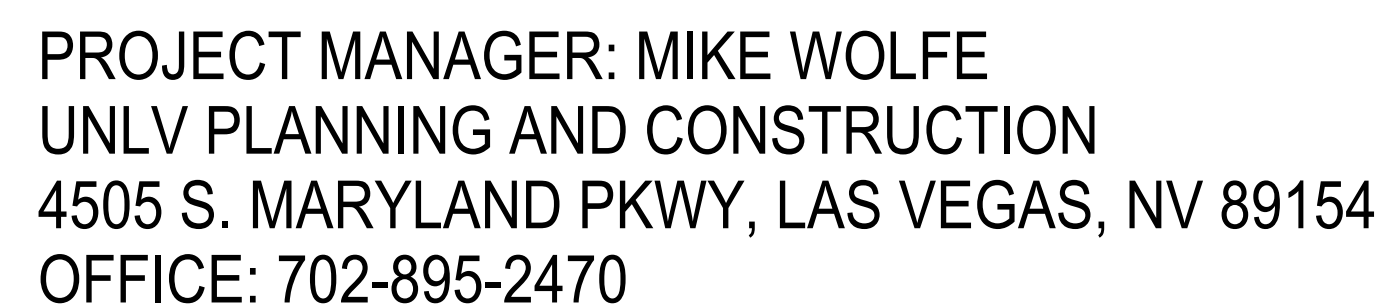 PROJECT MANAGER: MIKE WOLFE
UNLV PLANNING AND CONSTRUCTION
4505 S. MARYLAND PKWY, LAS VEGAS, NV 89154
OFFICE: 702-895-2470